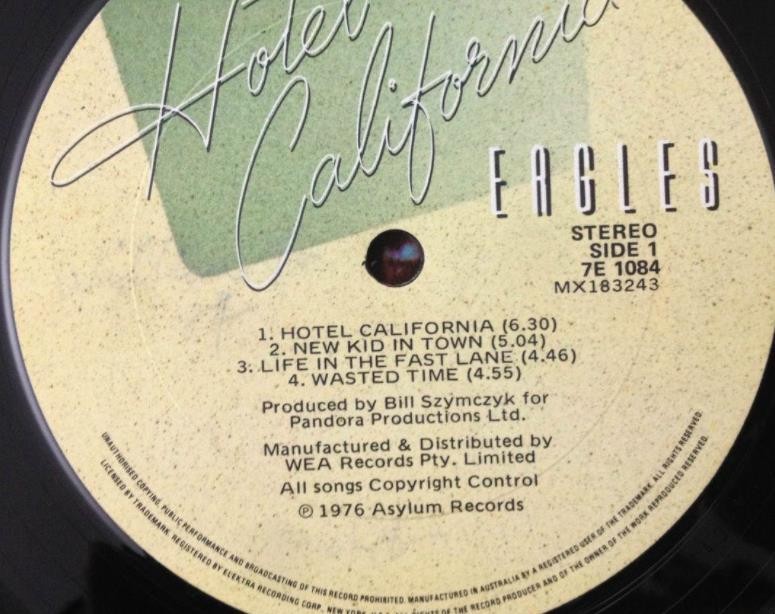 Hotel
California
EAGLES
STEREO
SIDE 1
7E 1084
MX183243
1. HOTEL CALIFORNIA (6.30)
2. NEW KID IN TOWN (5.04)
3. LIFE IN THE FAST LANE (4.46)
4. WASTED TIME (4.55)
Produced by Bill Szymczyk for
Pandora Productions Ltd.
Manufactured & Distributed by
WEA Records Pty. Limited
All songs Copyright Control
℗ 1976 Asylum Records
UNAUTHORISED COPYING, PUBLIC PERFORMANCE AND BROADCASTING OF THIS RECORD PROHIBITED. MANUFACTURED IN AUSTRALIA BY A REGISTERED USER OF THE TRADEMARK. ALL RIGHTS RESERVED.
LICENSED BY TRADEMARK. REGISTERED BY ELEKTRA RECORDING CORP. NEW YORK, RIGHTS OF THE RECORD PRODUCER AND OF THE OWNER OF THE WORK REPRODUCED RESERVED.